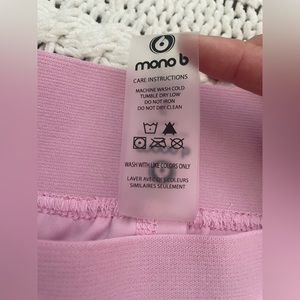 mono b
CARE INSTRUCTIONS
MACHINE WASH COLD
TUMBLE DRY LOW
DO NOT IRON
DO NOT DRY CLEAN
WASH WITH LIKE COLORS ONLY
LAVER AVEC DE COULEURS
SIMILAIRES SEULEMENT